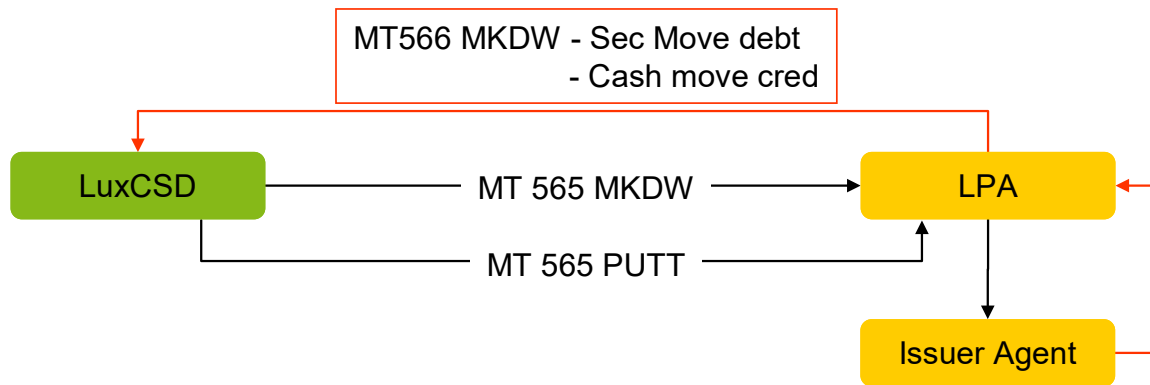 MT566 MKDW - Sec Move debt
- Cash move cred
LuxCSD
MT 565 MKDW
LPA
MT 565 PUTT
Issuer Agent